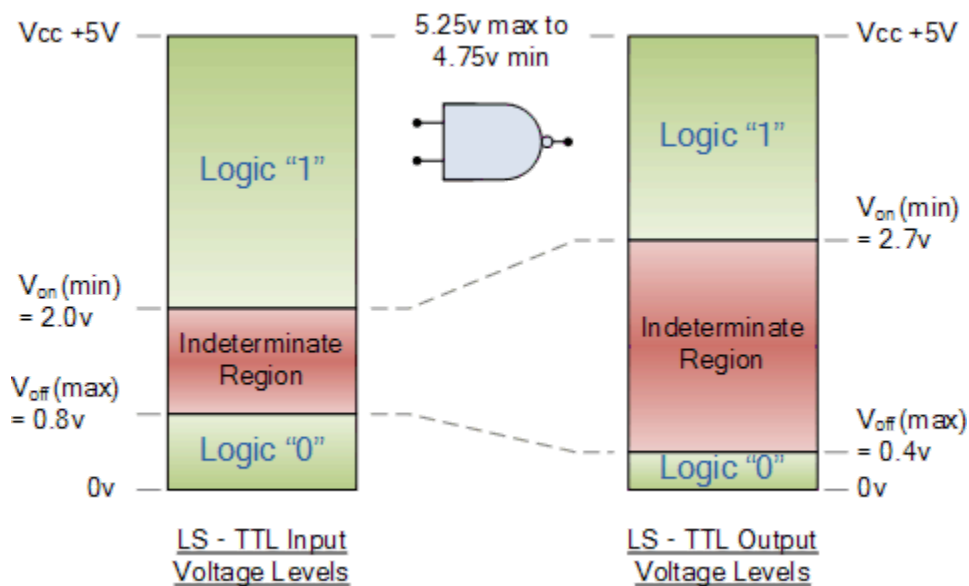 Vcc +5V
5.25v max to
4.75v min
Vcc +5V
Logic “1”
Logic “1”
Von (min)
= 2.7v
Von (min)
= 2.0v
Indeterminate
Region
Indeterminate
Region
Voff (max)
= 0.8v
Voff (max)
= 0.4v
Logic “0”
Logic “0”
0v
0v
LS - TTL Input
Voltage Levels
LS - TTL Output
Voltage Levels